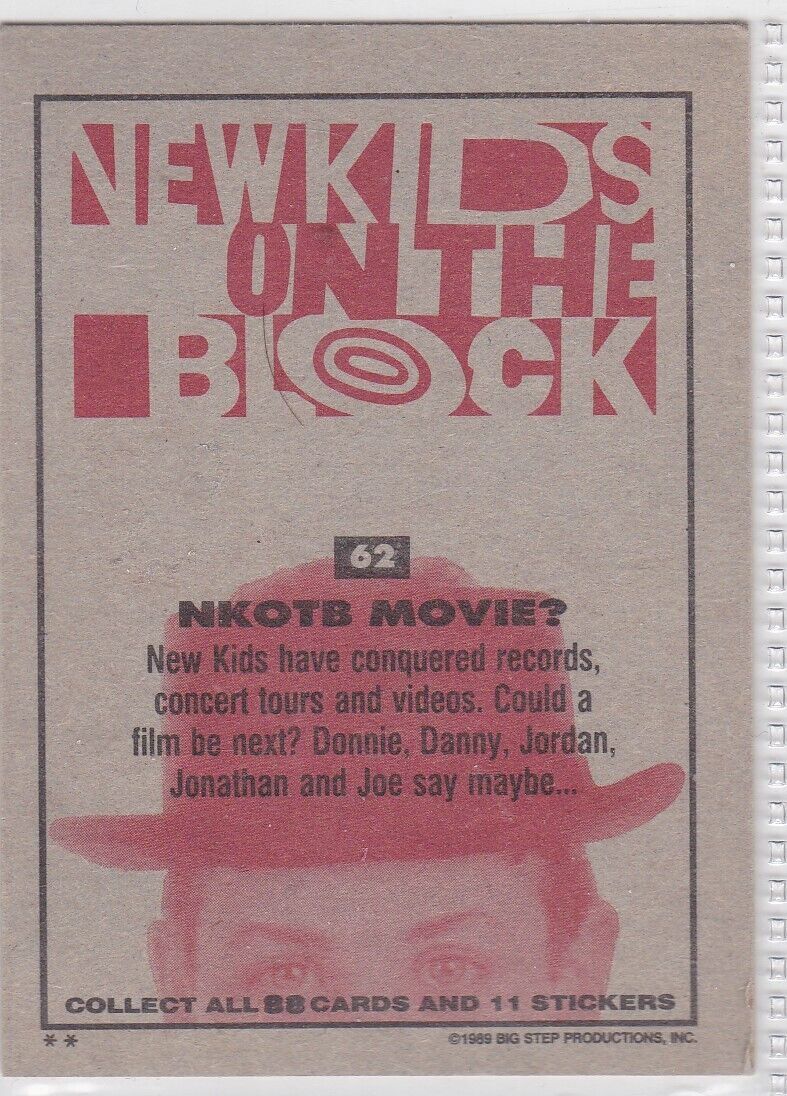 NEW KIDS
ON THE
BLOCK
62
NKOTB MOVIE?
New Kids have conquered records,
concert tours and videos. Could a
film be next? Donnie, Danny, Jordan,
Jonathan and Joe say maybe...
COLLECT ALL 88 CARDS AND 11 STICKERS
** ©1989 BIG STEP PRODUCTIONS, INC.